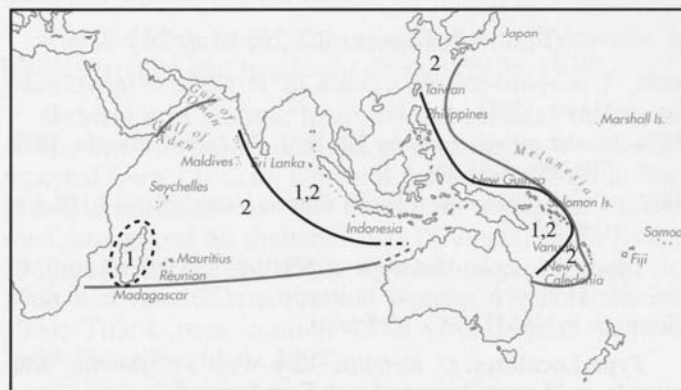 Japan
2
Taiwan
Philippines
Marshall Is.
Gulf of Oman
Gulf of Aden
Melanesia
Maldives
Sri Lanka
New Guinea
Solomon Is.
Seychelles
2
1,2
1,2
Indonesia
Vanuatu
Samoa
Fiji
1
Mauritius
Réunion
2
New Caledonia
Madagascar